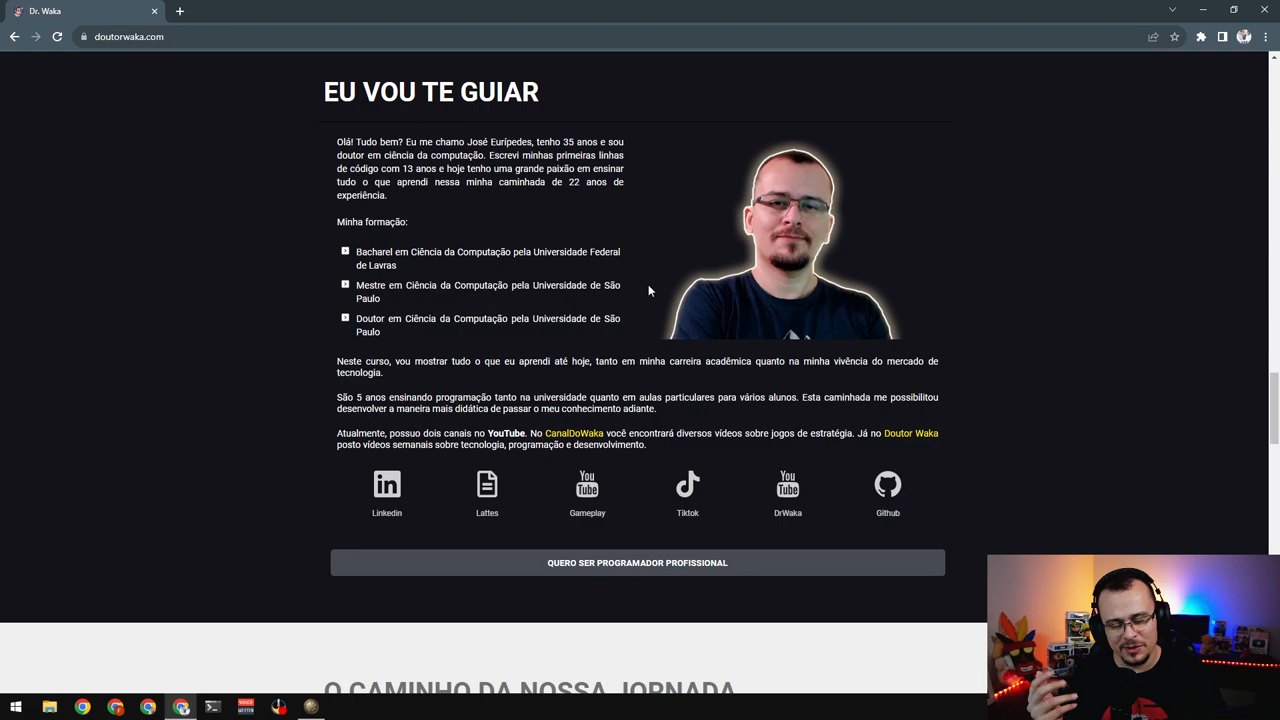 Dr. Waka
doutorwaka.com
EU VOU TE GUIAR
Olá! Tudo bem? Eu me chamo José Eurípedes, tenho 35 anos e sou
doutor em ciência da computação. Escrevi minhas primeiras linhas
de código com 13 anos e hoje tenho uma grande paixão em ensinar
tudo o que aprendi nessa minha caminhada de 22 anos de
experiência.
Minha formação:
Bacharel em Ciência da Computação pela Universidade Federal
de Lavras
Mestre em Ciência da Computação pela Universidade de São
Paulo
Doutor em Ciência da Computação pela Universidade de São
Paulo
Neste curso, vou mostrar tudo o que eu aprendi até hoje, tanto em minha carreira acadêmica quanto na minha vivência do mercado de
tecnologia.
São 5 anos ensinando programação tanto na universidade quanto em aulas particulares para vários alunos. Esta caminhada me possibilitou
desenvolver a maneira mais didática de passar o meu conhecimento adiante.
Atualmente, possuo dois canais no YouTube. No CanalDoWaka você encontrará diversos vídeos sobre jogos de estratégia. Já no Doutor Waka
posto vídeos semanais sobre tecnologia, programação e desenvolvimento.
in You Tube You Tube
Linkedin Lattes Gameplay Tiktok DrWaka Github
QUERO SER PROGRAMADOR PROFISSIONAL
O CAMINHO DA NOSSA JORNADA